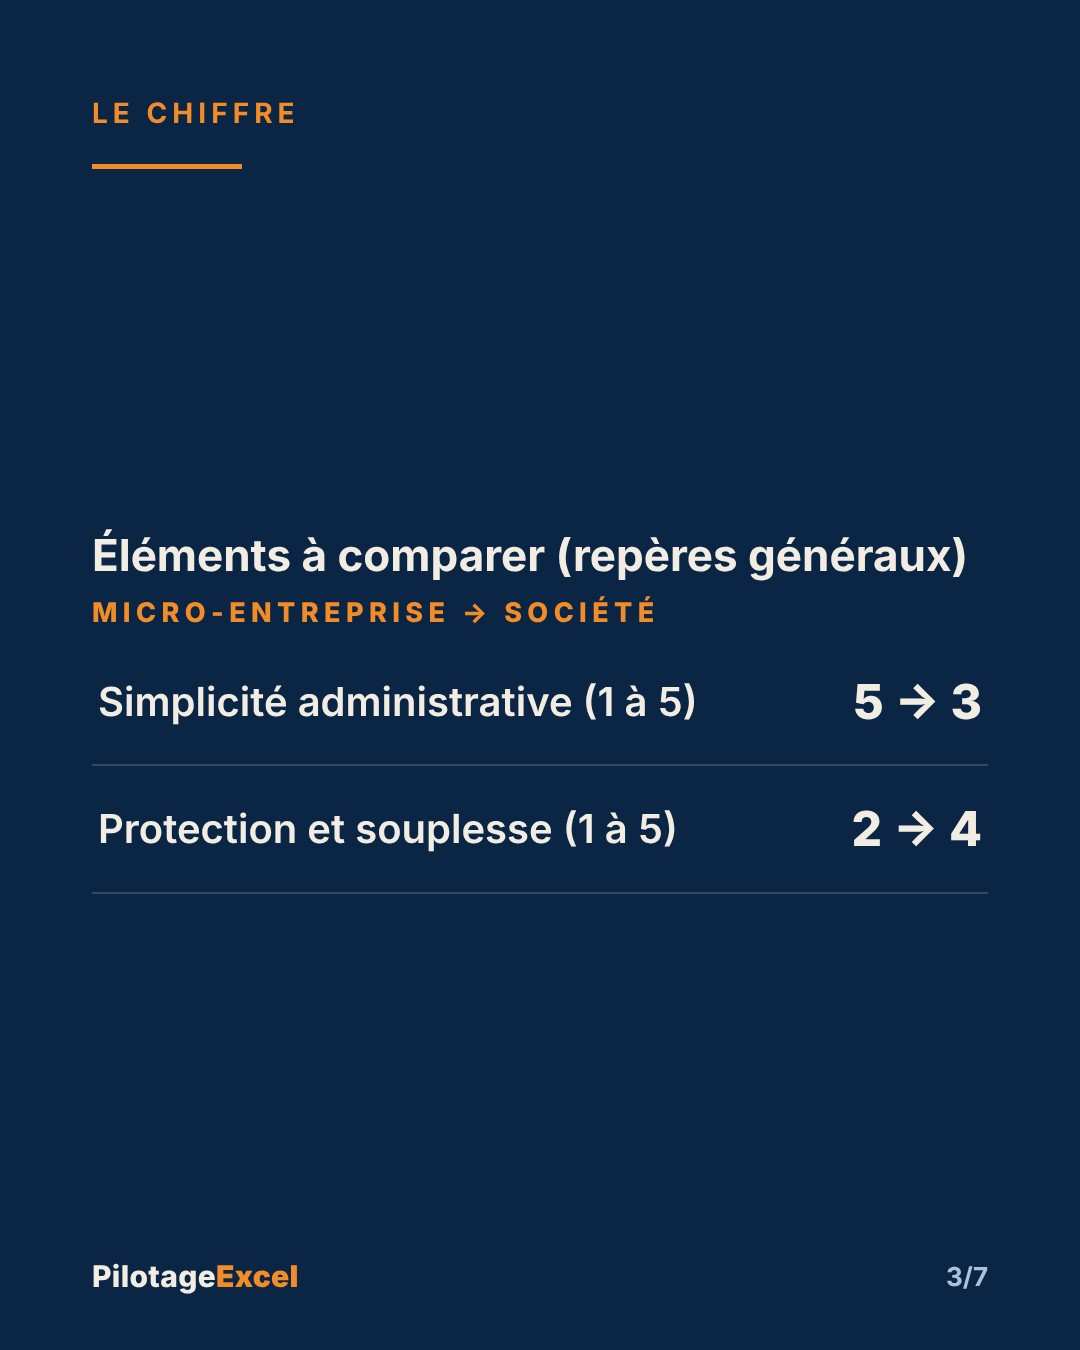 LE CHIFFRE
Éléments à comparer (repères généraux)
MICRO-ENTREPRISE → SOCIÉTÉ
Simplicité administrative (1 à 5) 5 → 3
Protection et souplesse (1 à 5) 2 → 4
PilotageExcel 3/7